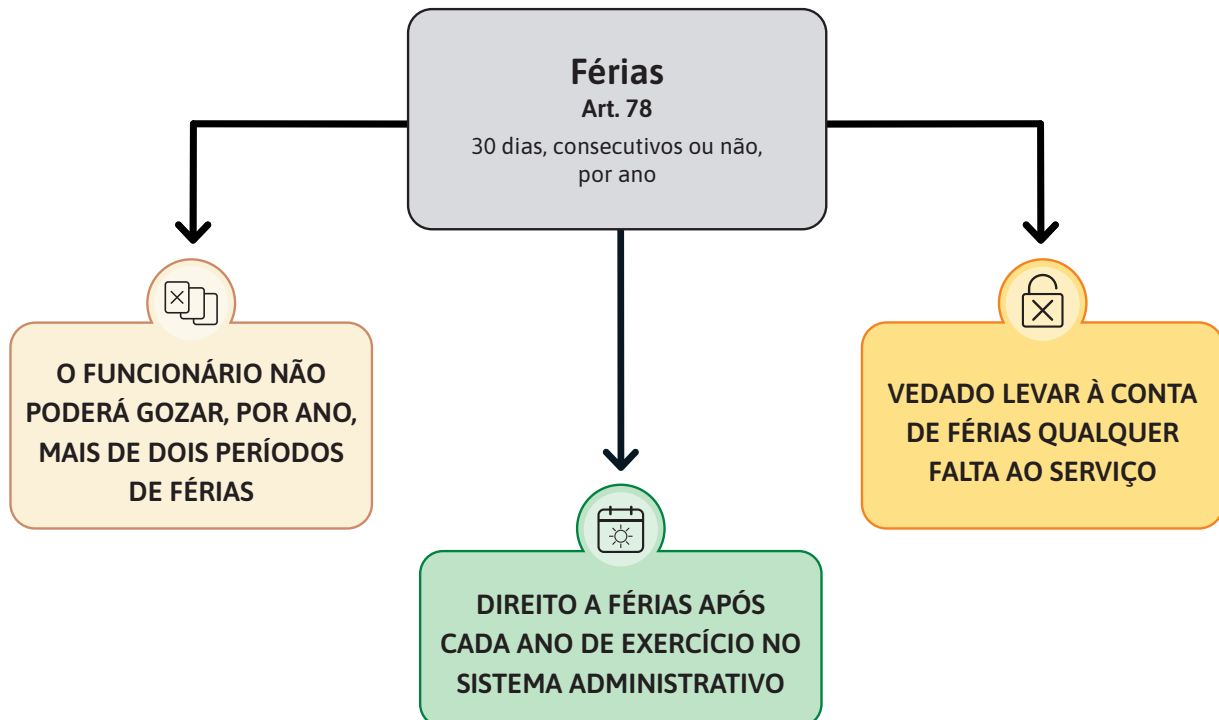 Férias
Art. 78
30 dias, consecutivos ou não,
por ano
O FUNCIONÁRIO NÃO
PODERÁ GOZAR, POR ANO,
MAIS DE DOIS PERÍODOS
DE FÉRIAS
VEDADO LEVAR À CONTA
DE FÉRIAS QUALQUER
FALTA AO SERVIÇO
DIREITO A FÉRIAS APÓS
CADA ANO DE EXERCÍCIO NO
SISTEMA ADMINISTRATIVO